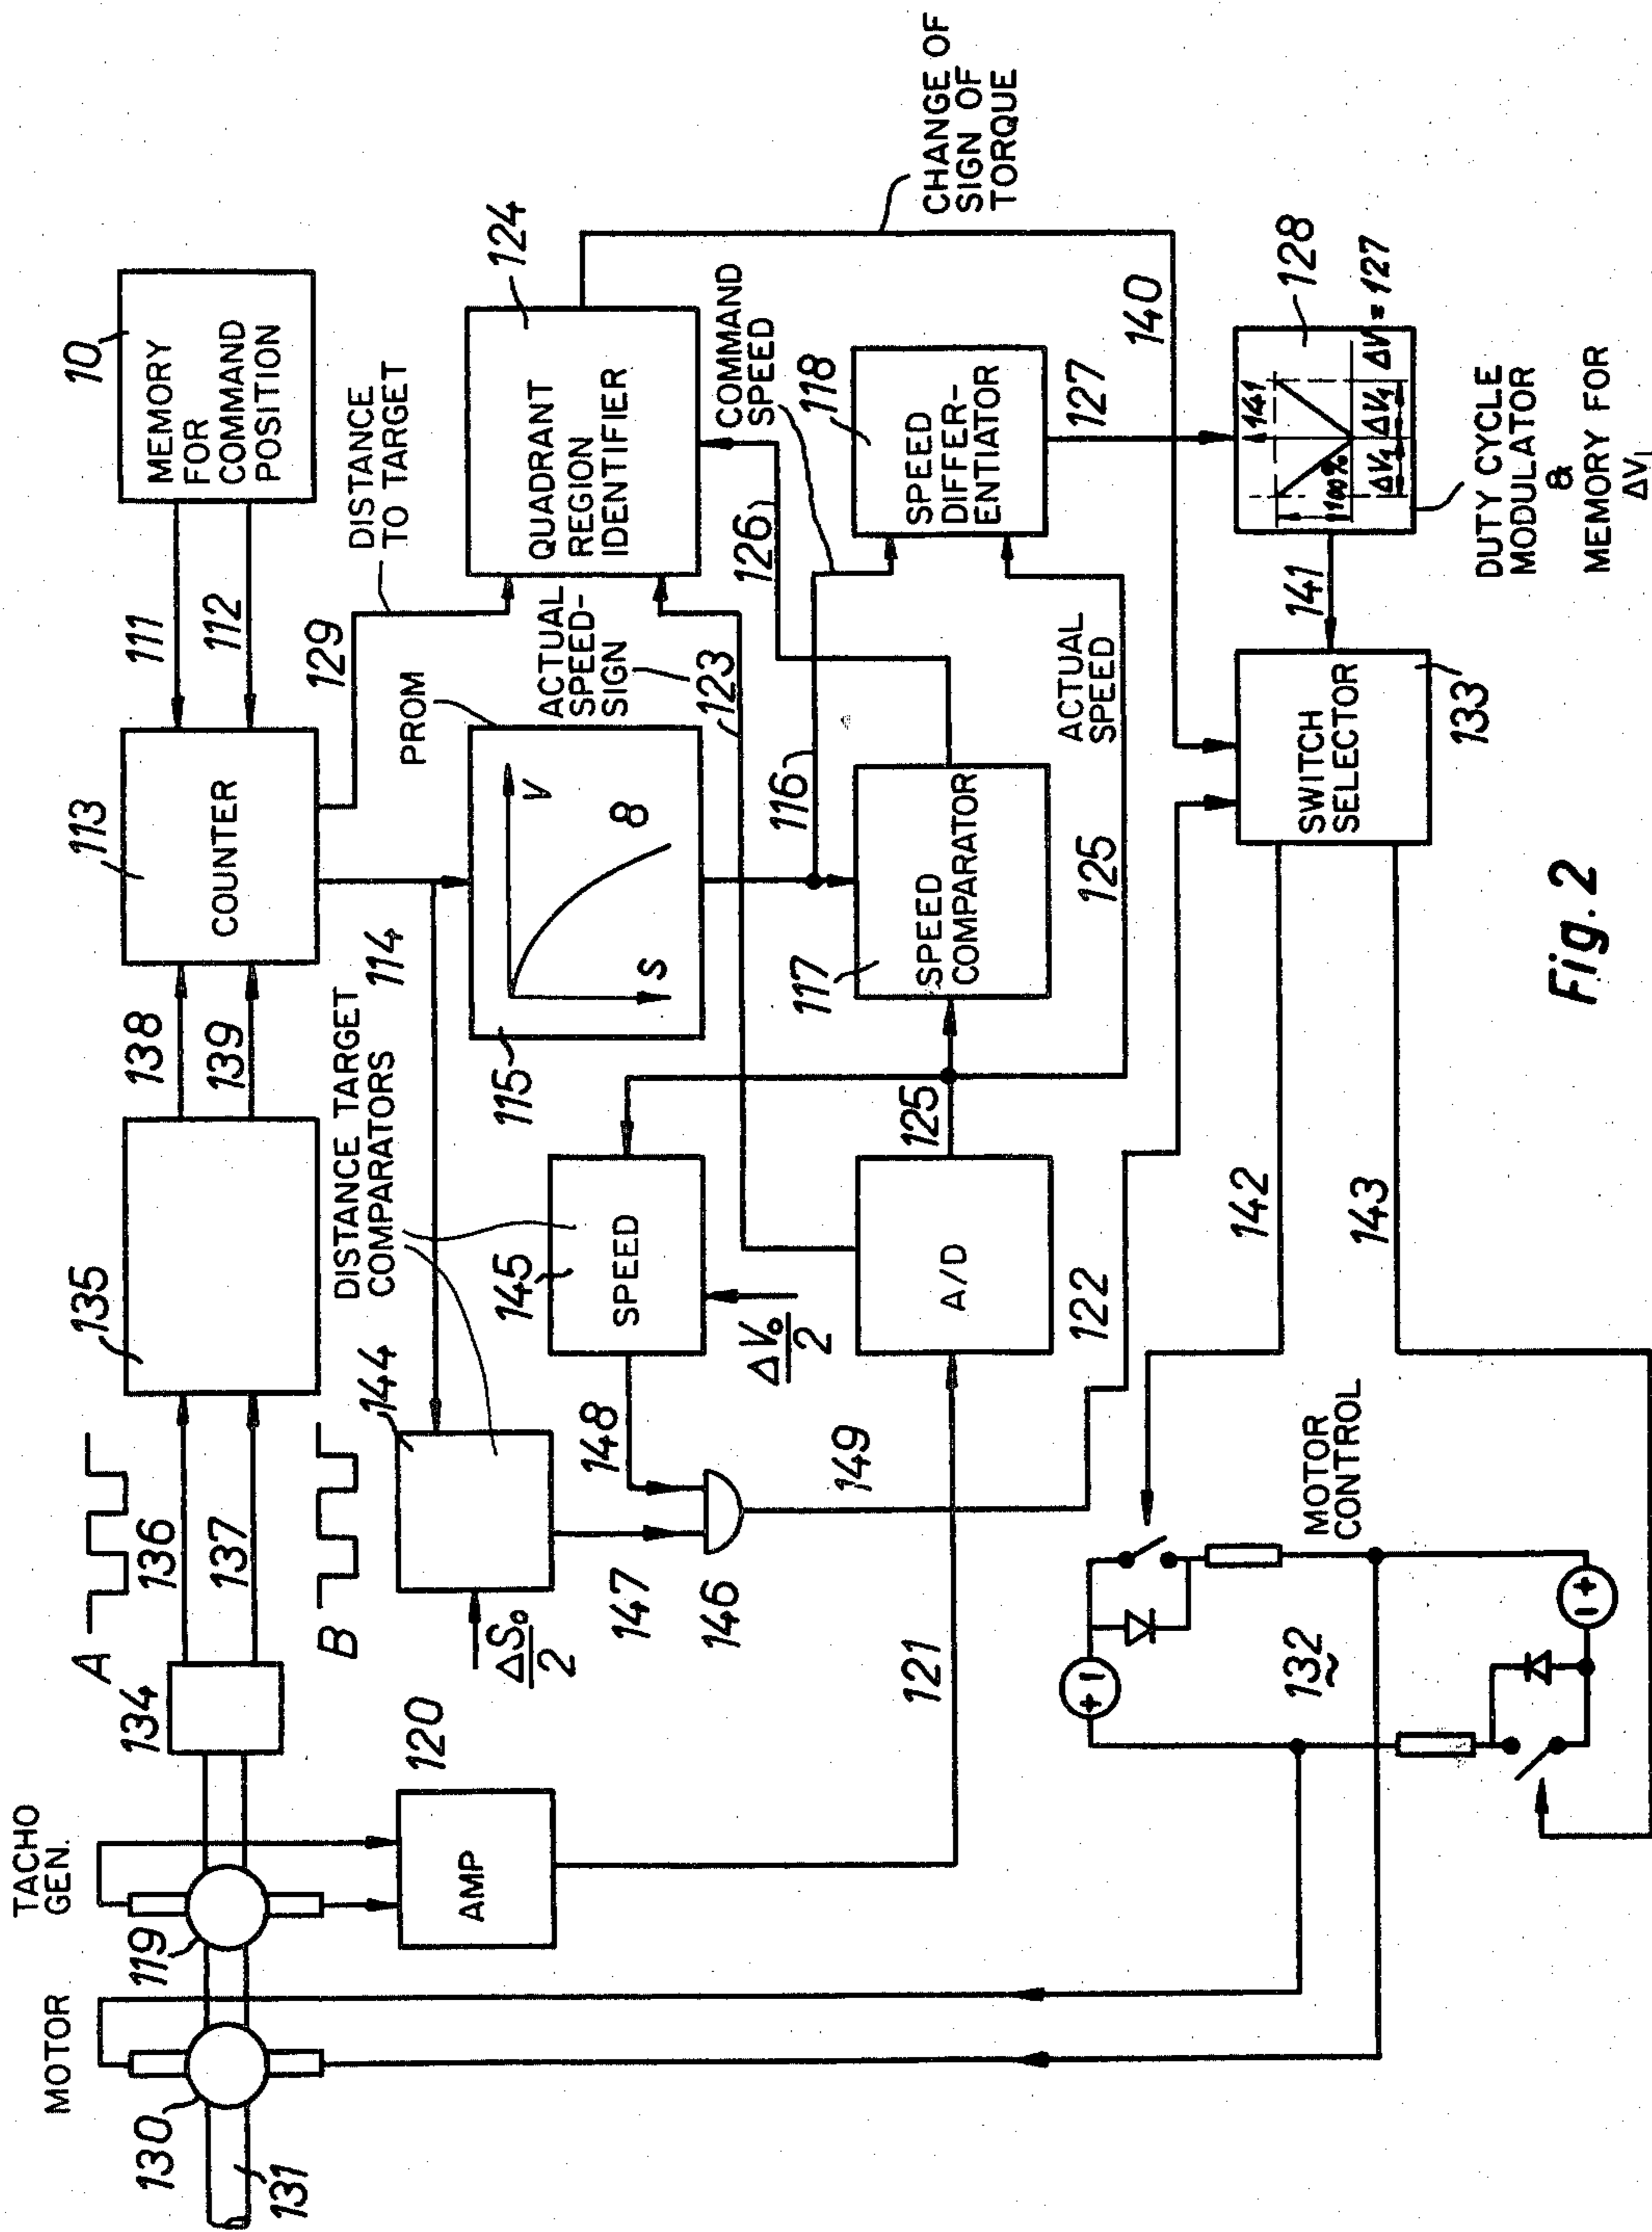 MOTOR
TACHO
GEN.
130
131
119
134
A
136
137
B
135
138
139
113
COUNTER
111
112
10
MEMORY
FOR
COMMAND
POSITION
120
AMP
144
ΔS₀
2
DISTANCE TARGET
COMPARATORS
114
129
DISTANCE
TO TARGET
145
SPEED
ΔV₀
2
148
147
146
149
115
PROM
V
S
8
ACTUAL
SPEED-
SIGN
123
QUADRANT
REGION
IDENTIFIER
124
126
COMMAND
SPEED
116
121
A/D
125
117
SPEED
COMPARATOR
118
SPEED
DIFFER-
ENTIATOR
127
ACTUAL
SPEED
125
122
140
CHANGE OF
SIGN OF
TORQUE
132
MOTOR
CONTROL
142
143
SWITCH
SELECTOR
133
141
128
141
100%
ΔV₁ ΔV₁ ΔV = 127
DUTY CYCLE
MODULATOR
&
MEMORY FOR
ΔV₁
Fig. 2